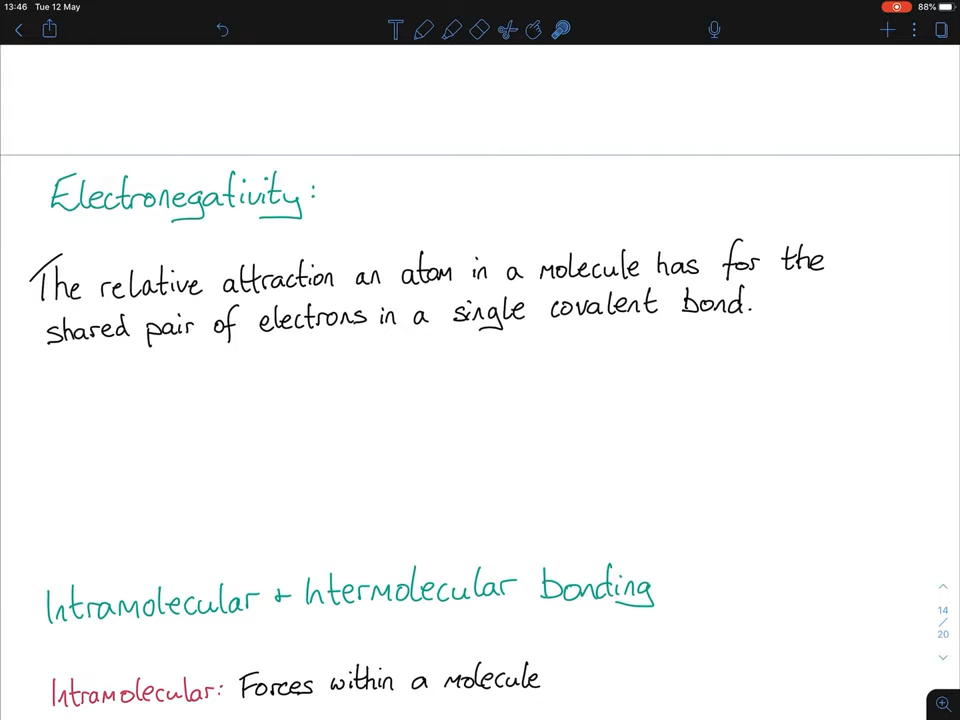 13:46 Tue 12 May
88%
T
Electronegativity:
The relative attraction an atom in a molecule has for the
shared pair of electrons in a single covalent bond.
Intramolecular + Intermolecular bonding
14
/
20
Intramolecular: Forces within a molecule